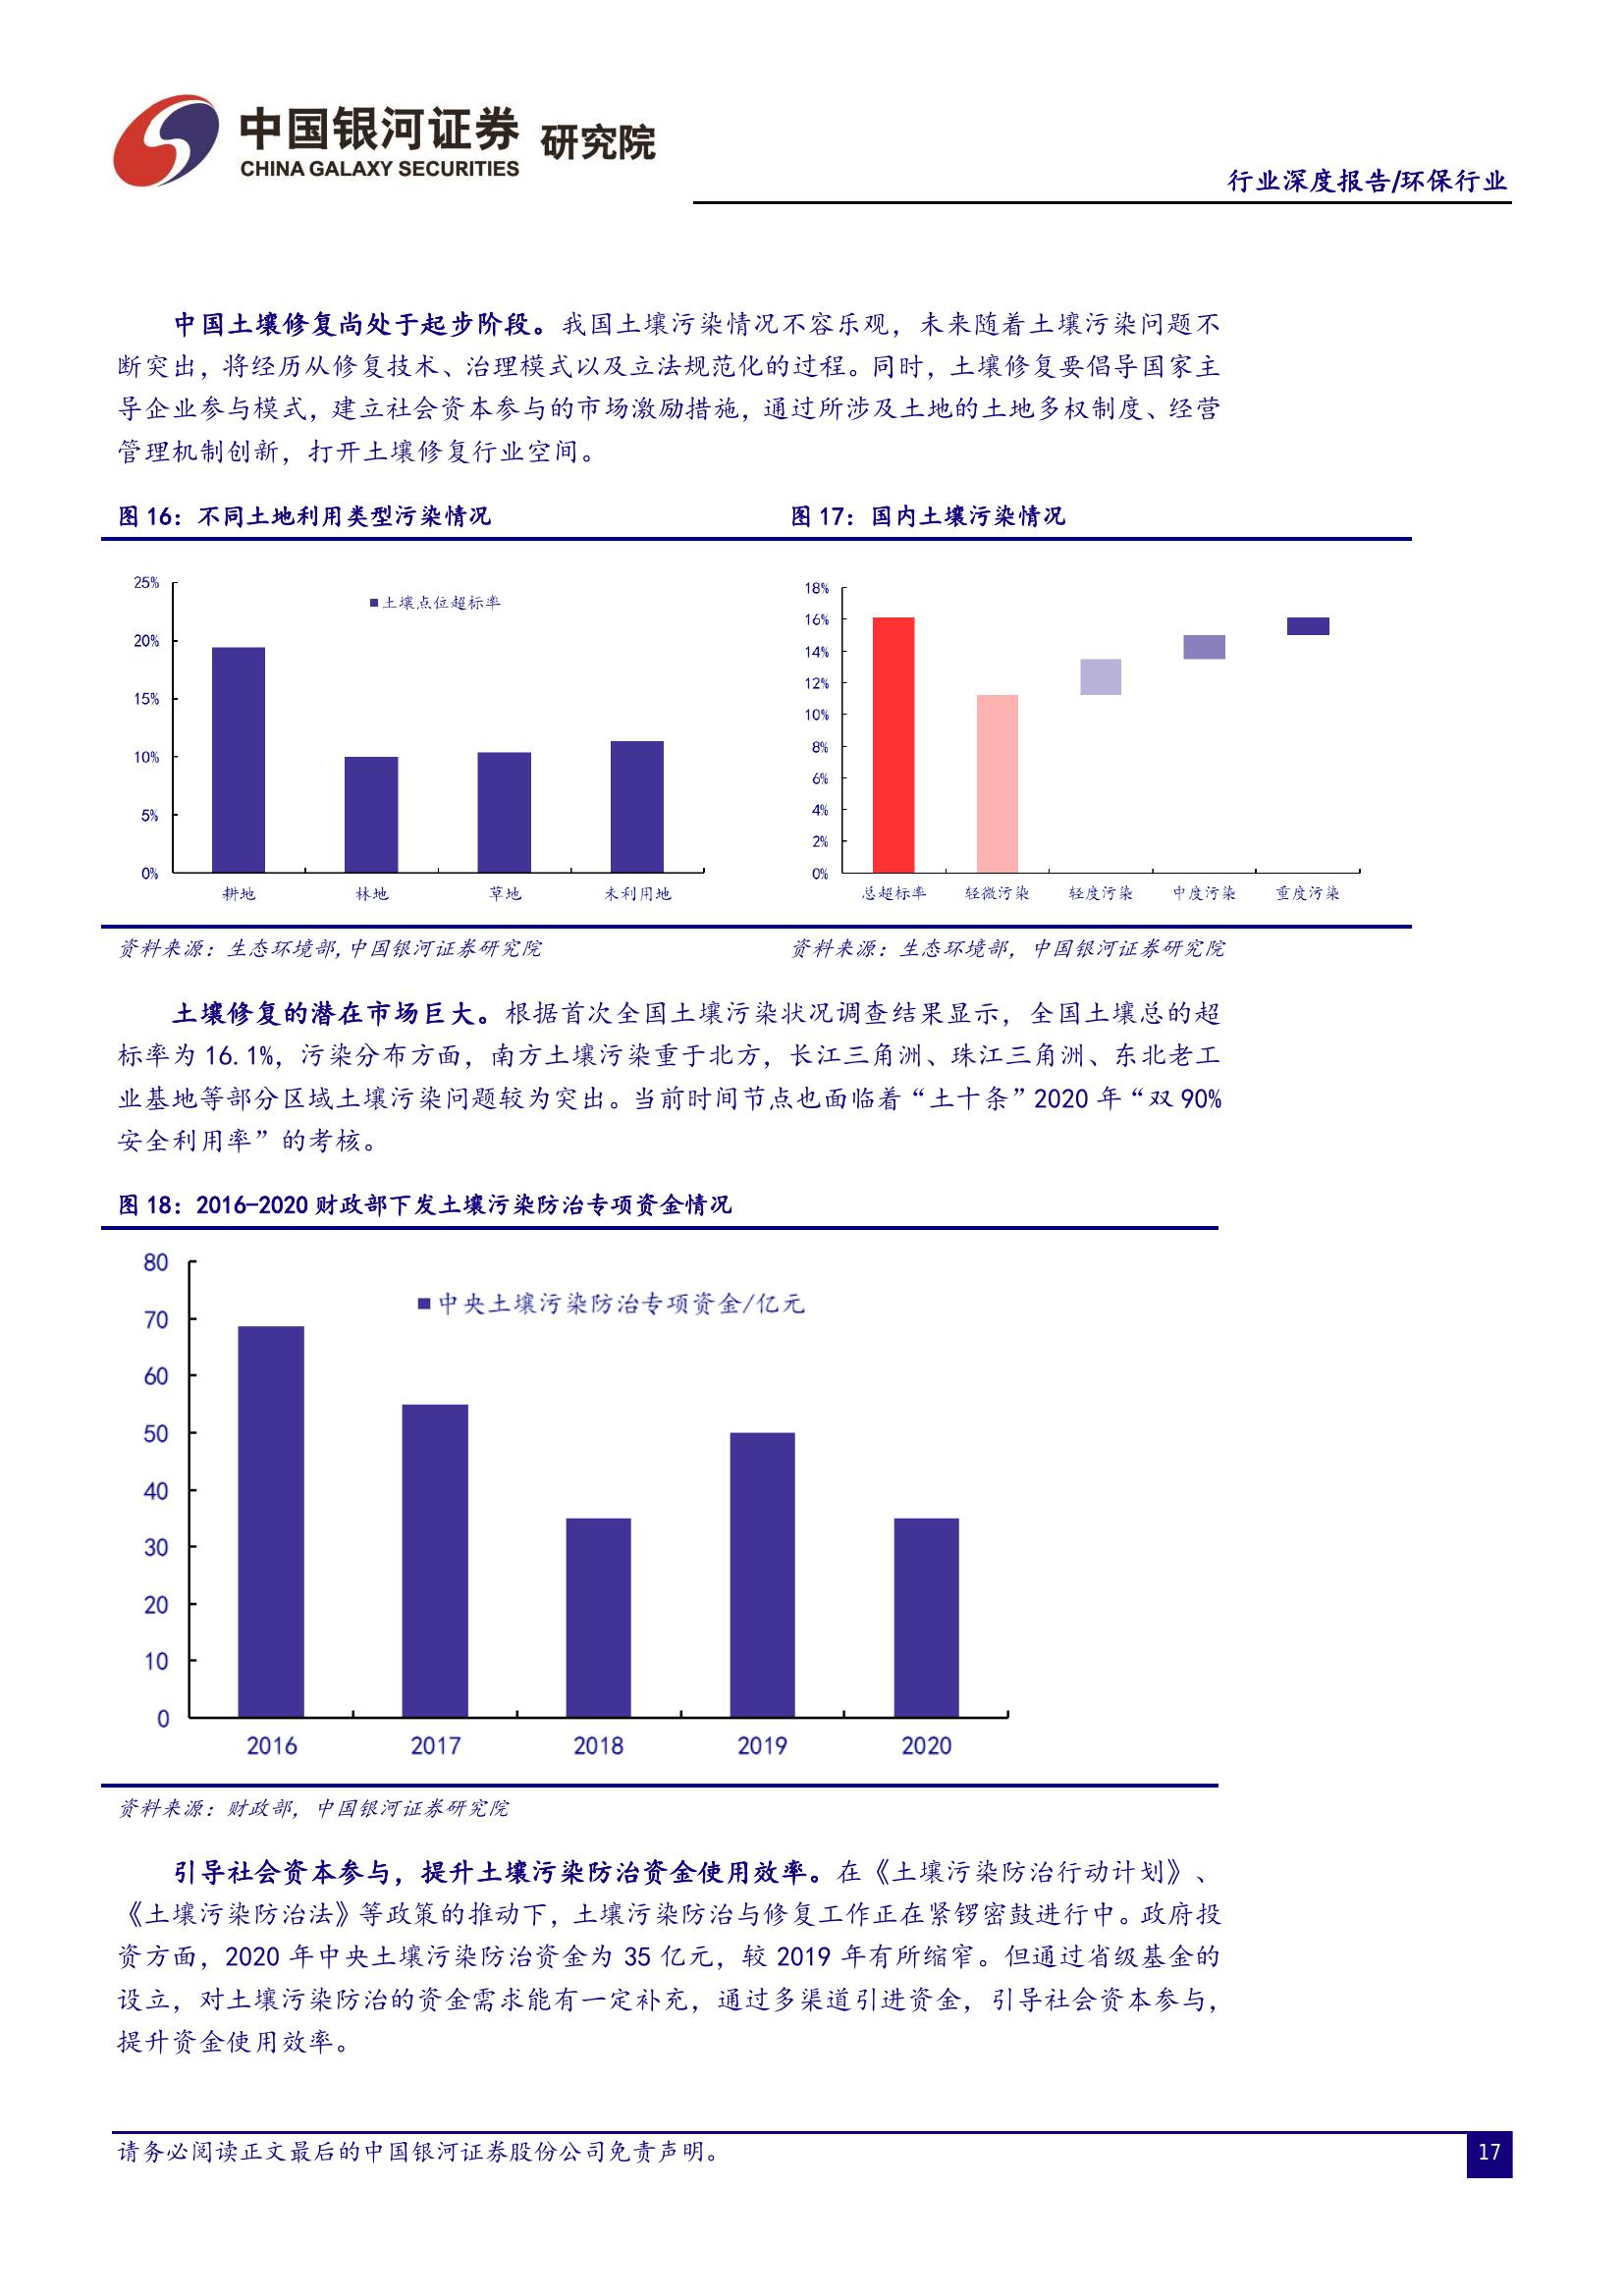 中国银河证券 研究院
CHINA GALAXY SECURITIES
行业深度报告/环保行业
中国土壤修复尚处于起步阶段。我国土壤污染情况不容乐观，未来随着土壤污染问题不
断突出，将经历从修复技术、治理模式以及立法规范化的过程。同时，土壤修复要倡导国家主
导企业参与模式，建立社会资本参与的市场激励措施，通过所涉及土地的土地多权制度、经营
管理机制创新，打开土壤修复行业空间。
图 16：不同土地利用类型污染情况
25%
20%
15%
10%
5%
0%
■土壤点位超标率
耕地 林地 草地 未利用地
资料来源：生态环境部,中国银河证券研究院
图 17：国内土壤污染情况
18%
16%
14%
12%
10%
8%
6%
4%
2%
0%
总超标率 轻微污染 轻度污染 中度污染 重度污染
资料来源：生态环境部，中国银河证券研究院
土壤修复的潜在市场巨大。根据首次全国土壤污染状况调查结果显示，全国土壤总的超
标率为 16.1%，污染分布方面，南方土壤污染重于北方，长江三角洲、珠江三角洲、东北老工
业基地等部分区域土壤污染问题较为突出。当前时间节点也面临着“土十条”2020 年“双 90%
安全利用率”的考核。
图 18：2016-2020 财政部下发土壤污染防治专项资金情况
80
70
60
50
40
30
20
10
0
■中央土壤污染防治专项资金/亿元
2016 2017 2018 2019 2020
资料来源：财政部，中国银河证券研究院
引导社会资本参与，提升土壤污染防治资金使用效率。在《土壤污染防治行动计划》、
《土壤污染防治法》等政策的推动下，土壤污染防治与修复工作正在紧锣密鼓进行中。政府投
资方面，2020 年中央土壤污染防治资金为 35 亿元，较 2019 年有所缩窄。但通过省级基金的
设立，对土壤污染防治的资金需求能有一定补充，通过多渠道引进资金，引导社会资本参与，
提升资金使用效率。
请务必阅读正文最后的中国银河证券股份公司免责声明。
17